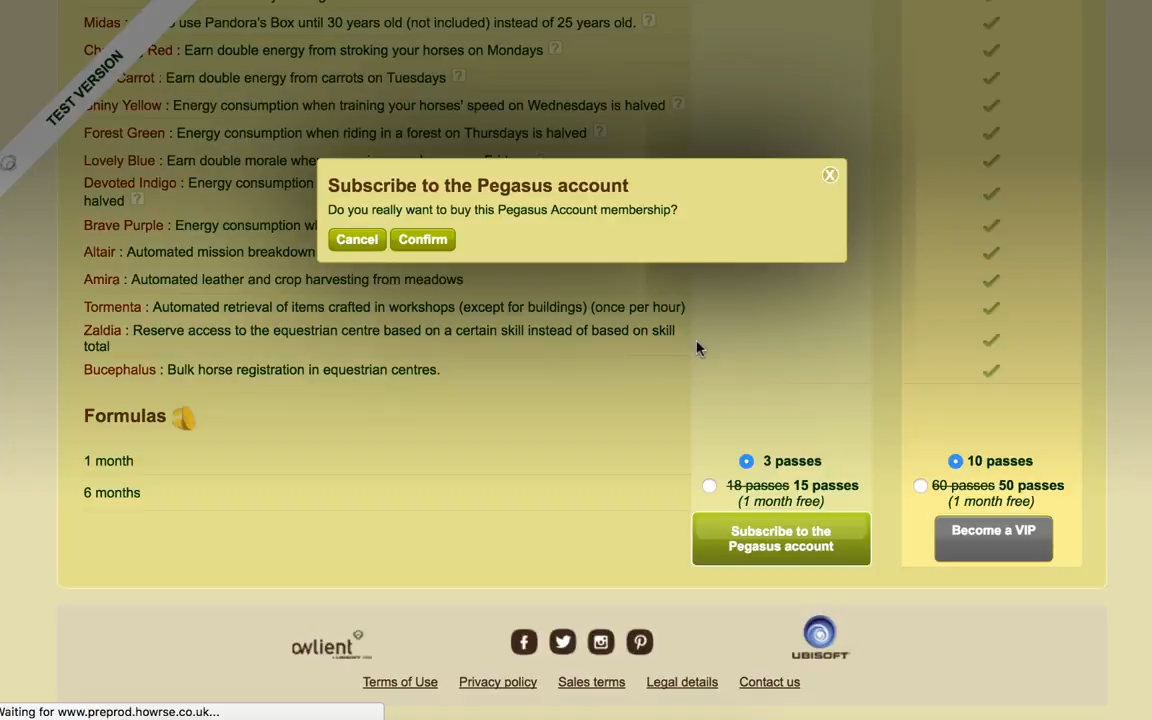 Midas : use Pandora's Box until 30 years old (not included) instead of 25 years old. ?
Red : Earn double energy from stroking your horses on Mondays ?
Carrot : Earn double energy from carrots on Tuesdays ?
Shiny Yellow : Energy consumption when training your horses' speed on Wednesdays is halved ?
TEST VERSION
Forest Green : Energy consumption when riding in a forest on Thursdays is halved ?
Lovely Blue : Earn double morale
Devoted Indigo : Energy consumption
halved ?
Brave Purple : Energy consumption
Altair : Automated mission breakdown
Subscribe to the Pegasus account
X
Do you really want to buy this Pegasus Account membership?
Cancel Confirm
Amira : Automated leather and crop harvesting from meadows
Tormenta : Automated retrieval of items crafted in workshops (except for buildings) (once per hour)
Zaldia : Reserve access to the equestrian centre based on a certain skill instead of based on skill
total
Bucephalus : Bulk horse registration in equestrian centres.
Formulas
1 month 3 passes 10 passes
6 months 18 passes 15 passes 60 passes 50 passes
(1 month free) (1 month free)
Subscribe to the
Pegasus account
Become a VIP
owlient
UBISOFT
Terms of Use Privacy policy Sales terms Legal details Contact us
Waiting for www.preprod.howrse.co.uk...